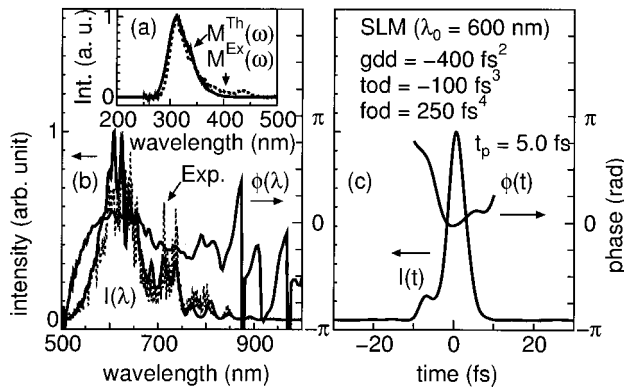 (a)
M^Th(ω)
M^Ex(ω)
Int. (a. u.)
1
0
200 300 400 500
wavelength (nm)
(b)
Exp.
ϕ(λ)
I(λ)
intensity (arb. unit)
1
0
π
0
−π
500 700 900
wavelength (nm)
SLM (λ₀ = 600 nm)
gdd = −400 fs²
tod = −100 fs³
fod = 250 fs⁴
t_p = 5.0 fs
(c)
ϕ(t)
I(t)
π
0
−π
phase (rad)
−20 0 20
time (fs)